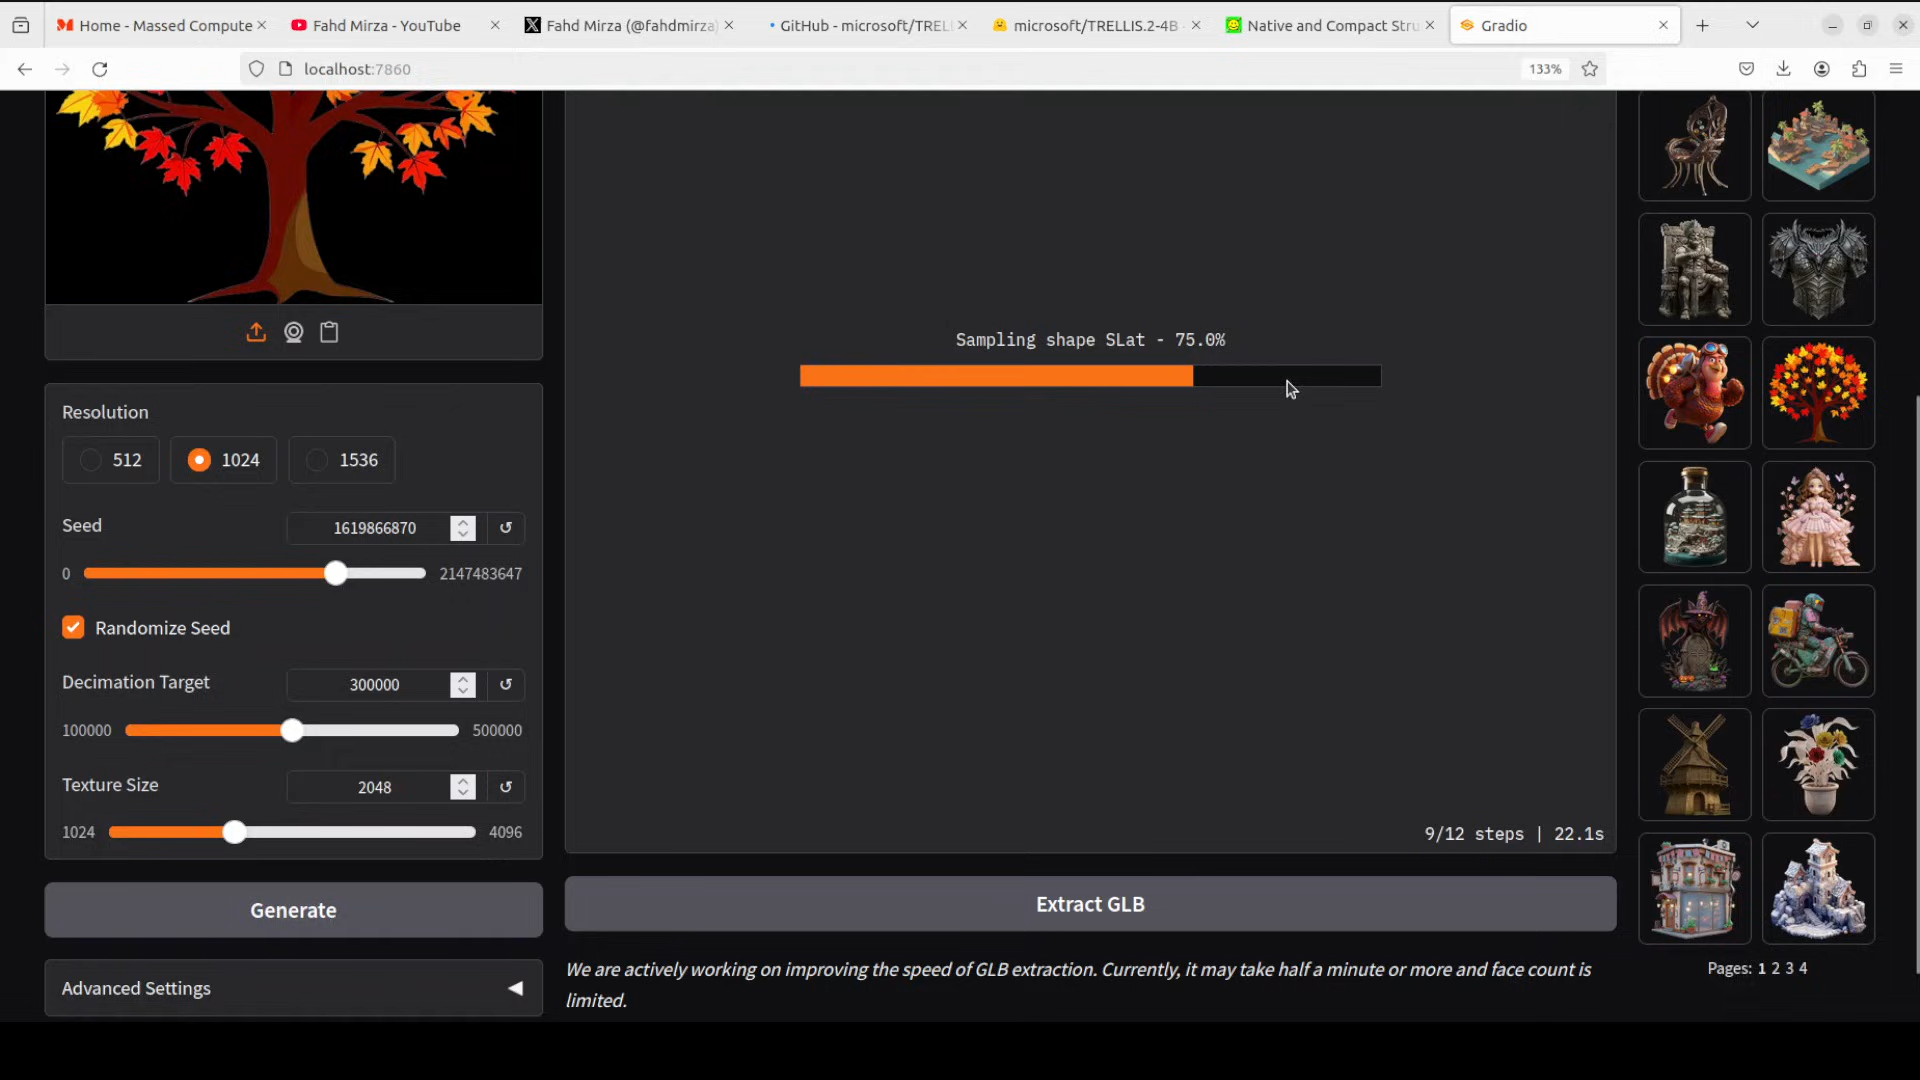 Home - Massed Compute
Fahd Mirza - YouTube
Fahd Mirza (@fahdmirza)
GitHub - microsoft/TREL
microsoft/TRELLIS.2-4B
Native and Compact Stru
Gradio
localhost:7860
133%
Sampling shape SLat - 75.0%
Resolution
512
1024
1536
Seed
1619866870
0
2147483647
Randomize Seed
Decimation Target
300000
100000
500000
Texture Size
2048
1024
4096
9/12 steps | 22.1s
Generate
Extract GLB
We are actively working on improving the speed of GLB extraction. Currently, it may take half a minute or more and face count is
limited.
Advanced Settings
Pages: 1 2 3 4